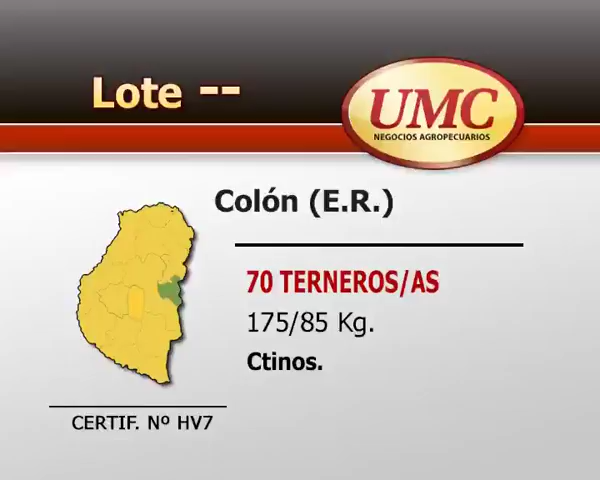 Lote --
UMC
NEGOCIOS AGROPECUARIOS
Colón (E.R.)
70 TERNEROS/AS
175/85 Kg.
Ctinos.
CERTIF. Nº HV7